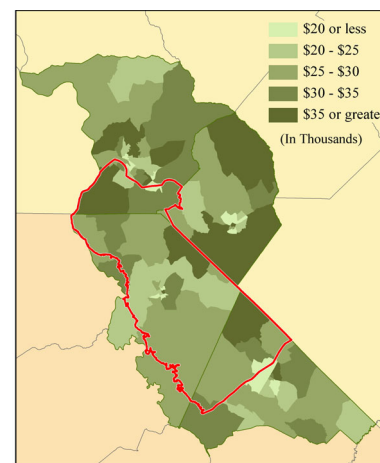 $20 or less
$20 - $25
$25 - $30
$30 - $35
$35 or greate
(In Thousands)